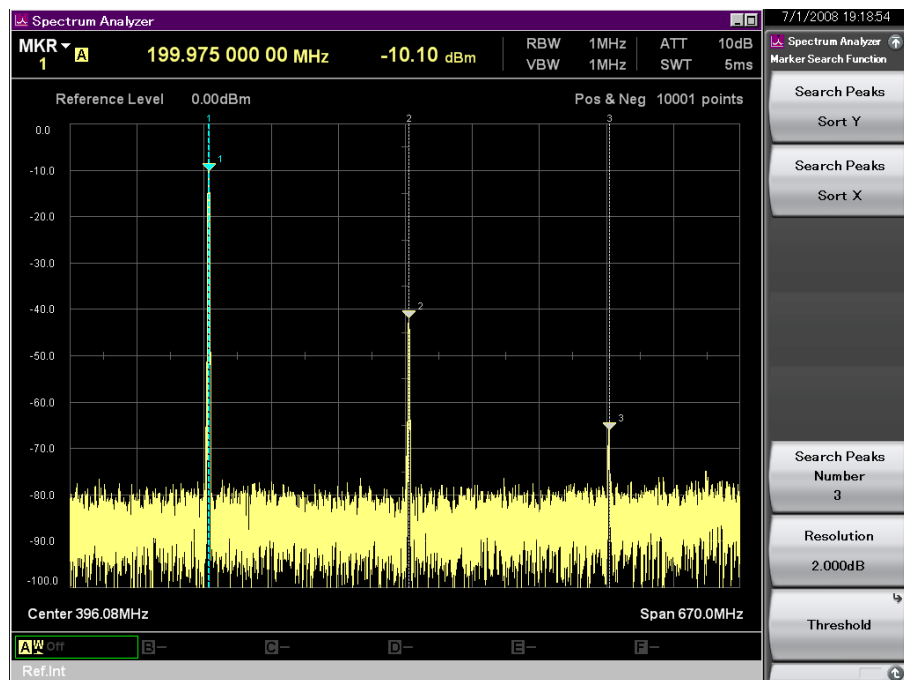 Spectrum Analyzer
7/1/2008 19:18:54
MKR 1 A 199.975 000 00 MHz -10.10 dBm
RBW 1MHz ATT 10dB
VBW 1MHz SWT 5ms
Spectrum Analyzer
Marker Search Function
Reference Level 0.00dBm
Pos & Neg 10001 points
1 2 3
0.0
-10.0
-20.0
-30.0
-40.0
-50.0
-60.0
-70.0
-80.0
-90.0
-100.0
1
2
3
Center 396.08MHz
Span 670.0MHz
A W Off B– C– D– E– F–
Ref.Int
Search Peaks
Sort Y
Search Peaks
Sort X
Search Peaks
Number
3
Resolution
2.000dB
Threshold